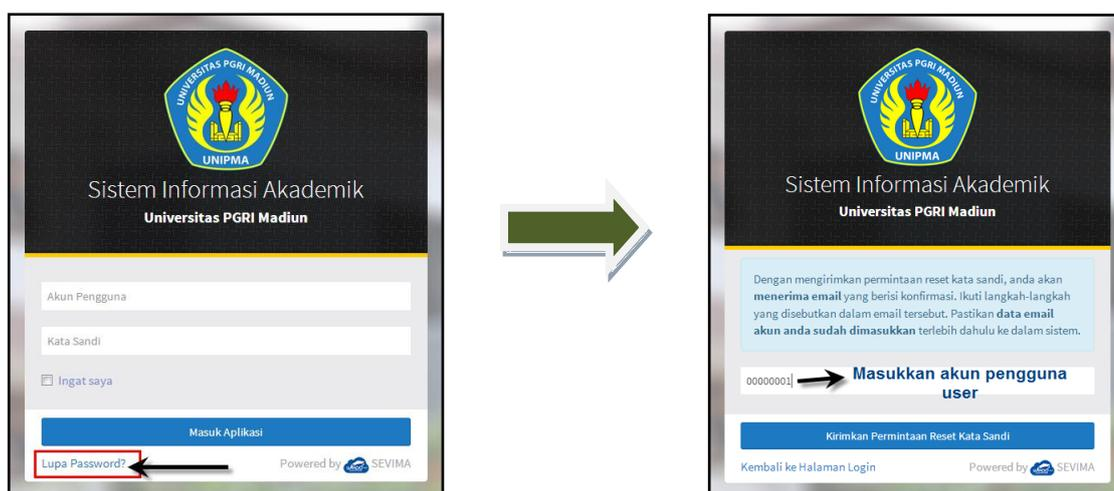 UNIVERSITAS PGRI MADIUN
UNIPMA
Sistem Informasi Akademik
Universitas PGRI Madiun
Akun Pengguna
Kata Sandi
Ingat saya
Masuk Aplikasi
Lupa Password?
Powered by SEVIMA
UNIVERSITAS PGRI MADIUN
UNIPMA
Sistem Informasi Akademik
Universitas PGRI Madiun
Dengan mengirimkan permintaan reset kata sandi, anda akan
menerima email yang berisi konfirmasi. Ikuti langkah-langkah
yang disebutkan dalam email tersebut. Pastikan data email
akun anda sudah dimasukkan terlebih dahulu ke dalam sistem.
00000001
Masukkan akun pengguna
user
Kirimkan Permintaan Reset Kata Sandi
Kembali ke Halaman Login
Powered by SEVIMA